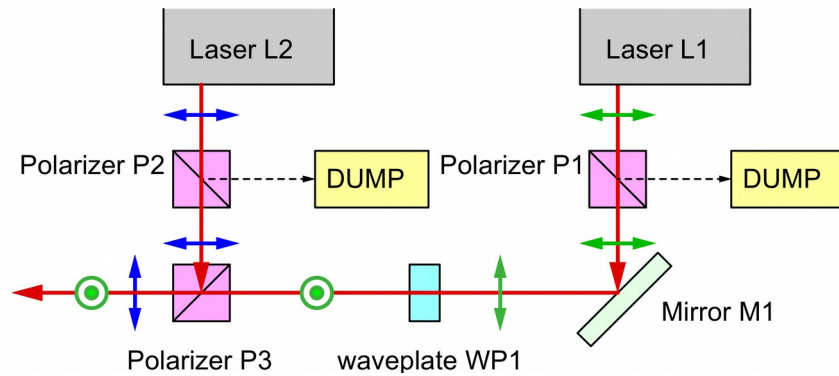 Laser L2
Laser L1
Polarizer P2
DUMP
Polarizer P1
DUMP
Mirror M1
Polarizer P3
waveplate WP1